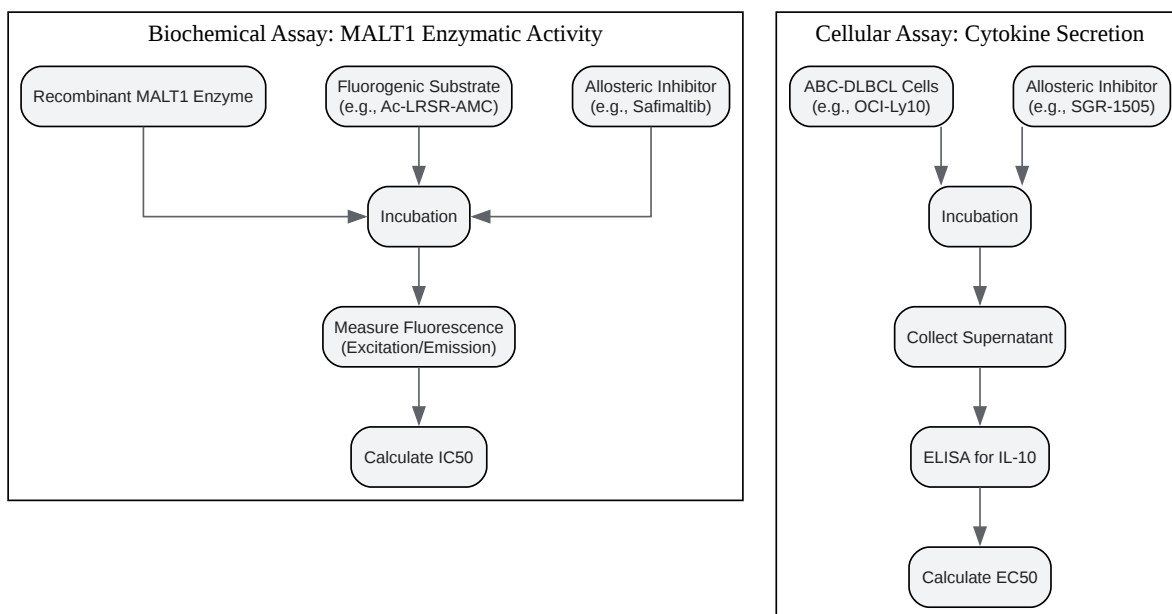 Biochemical Assay: MALT1 Enzymatic Activity
Recombinant MALT1 Enzyme
Fluorogenic Substrate
(e.g., Ac-LRSR-AMC)
Allosteric Inhibitor
(e.g., Safimaltib)
Incubation
Measure Fluorescence
(Excitation/Emission)
Calculate IC50
Cellular Assay: Cytokine Secretion
ABC-DLBCL Cells
(e.g., OCI-Ly10)
Allosteric Inhibitor
(e.g., SGR-1505)
Incubation
Collect Supernatant
ELISA for IL-10
Calculate EC50